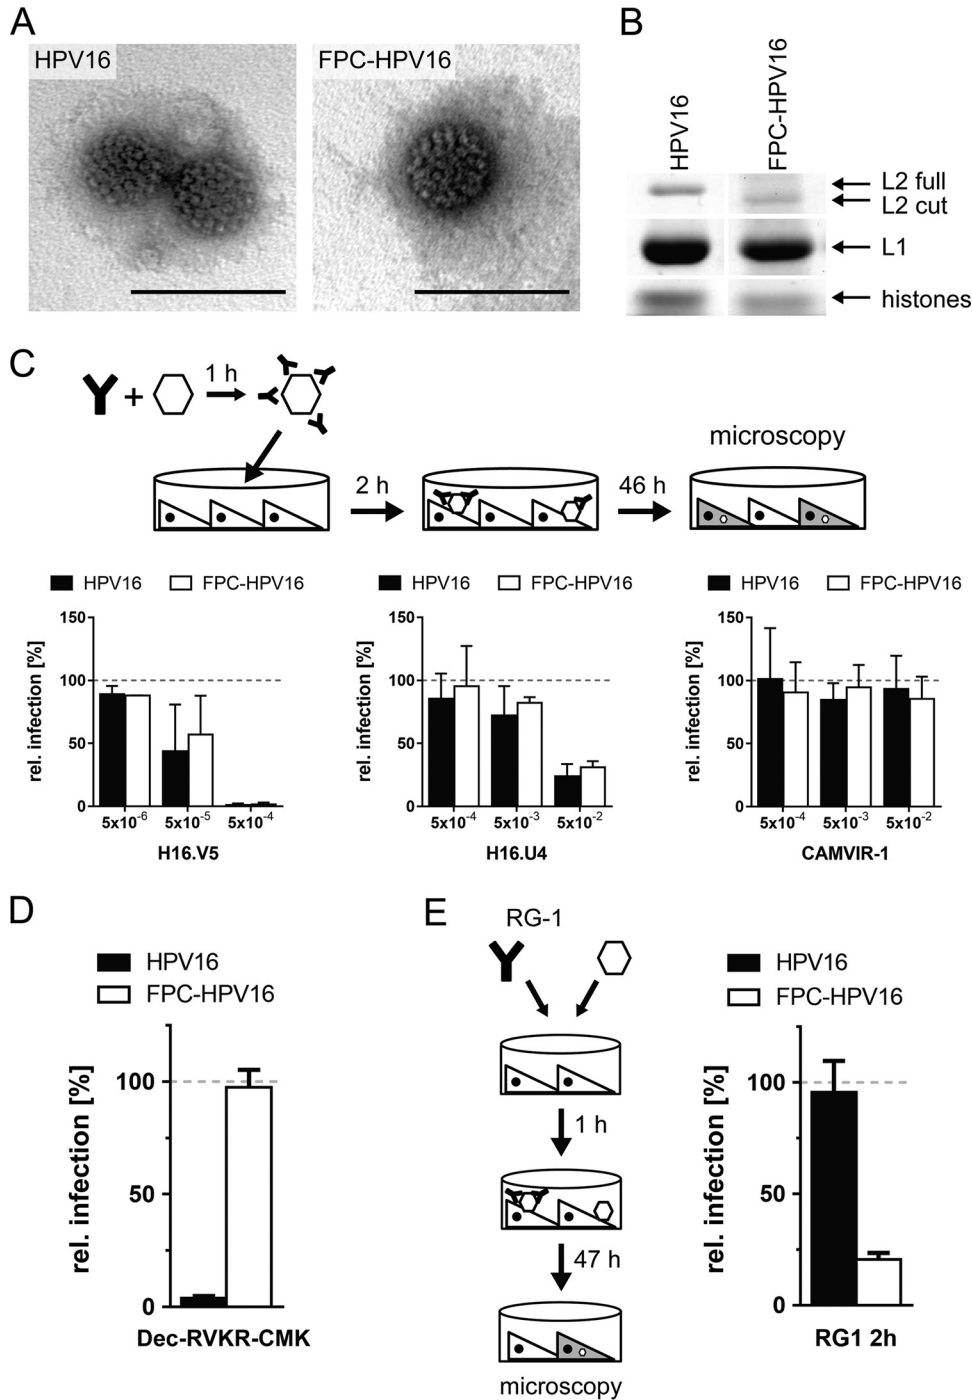 A
HPV16
FPC-HPV16
B
HPV16
FPC-HPV16
L2 full
L2 cut
L1
histones
C
+
1 h
2 h
46 h
microscopy
HPV16 FPC-HPV16
rel. infection [%]
150
100
50
0
5x10⁻⁶ 5x10⁻⁵ 5x10⁻⁴
H16.V5
HPV16 FPC-HPV16
rel. infection [%]
150
100
50
0
5x10⁻⁴ 5x10⁻³ 5x10⁻²
H16.U4
HPV16 FPC-HPV16
rel. infection [%]
150
100
50
0
5x10⁻⁴ 5x10⁻³ 5x10⁻²
CAMVIR-1
D
HPV16
FPC-HPV16
rel. infection [%]
100
50
0
Dec-RVKR-CMK
E
RG-1
1 h
47 h
microscopy
HPV16
FPC-HPV16
rel. infection [%]
100
50
0
RG1 2h